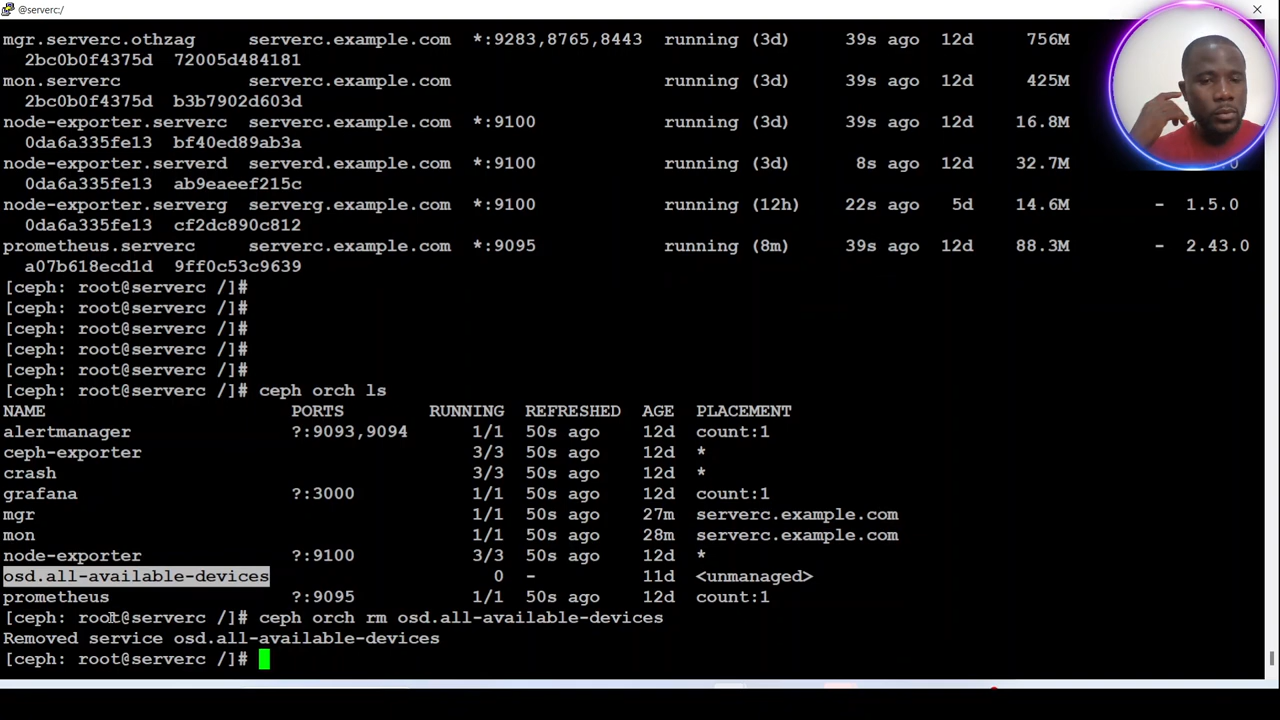 @serverc:/
mgr.serverc.othzag serverc.example.com *:9283,8765,8443 running (3d) 39s ago 12d 756M
2bc0b0f4375d 72005d484181
mon.serverc serverc.example.com running (3d) 39s ago 12d 425M
2bc0b0f4375d b3b7902d603d
node-exporter.serverc serverc.example.com *:9100 running (3d) 39s ago 12d 16.8M
0da6a335fe13 bf40ed89ab3a
node-exporter.serverd serverd.example.com *:9100 running (3d) 8s ago 12d 32.7M
0da6a335fe13 ab9eaeef215c
node-exporter.serverg serverg.example.com *:9100 running (12h) 22s ago 5d 14.6M - 1.5.0
0da6a335fe13 cf2dc890c812
prometheus.serverc serverc.example.com *:9095 running (8m) 39s ago 12d 88.3M - 2.43.0
a07b618ecd1d 9ff0c53c9639
[ceph: root@serverc /]#
[ceph: root@serverc /]#
[ceph: root@serverc /]#
[ceph: root@serverc /]#
[ceph: root@serverc /]#
[ceph: root@serverc /]# ceph orch ls
NAME PORTS RUNNING REFRESHED AGE PLACEMENT
alertmanager ?:9093,9094 1/1 50s ago 12d count:1
ceph-exporter 3/3 50s ago 12d *
crash 3/3 50s ago 12d *
grafana ?:3000 1/1 50s ago 12d count:1
mgr 1/1 50s ago 27m serverc.example.com
mon 1/1 50s ago 28m serverc.example.com
node-exporter ?:9100 3/3 50s ago 12d *
osd.all-available-devices 0 - 11d <unmanaged>
prometheus ?:9095 1/1 50s ago 12d count:1
[ceph: root@serverc /]# ceph orch rm osd.all-available-devices
Removed service osd.all-available-devices
[ceph: root@serverc /]#